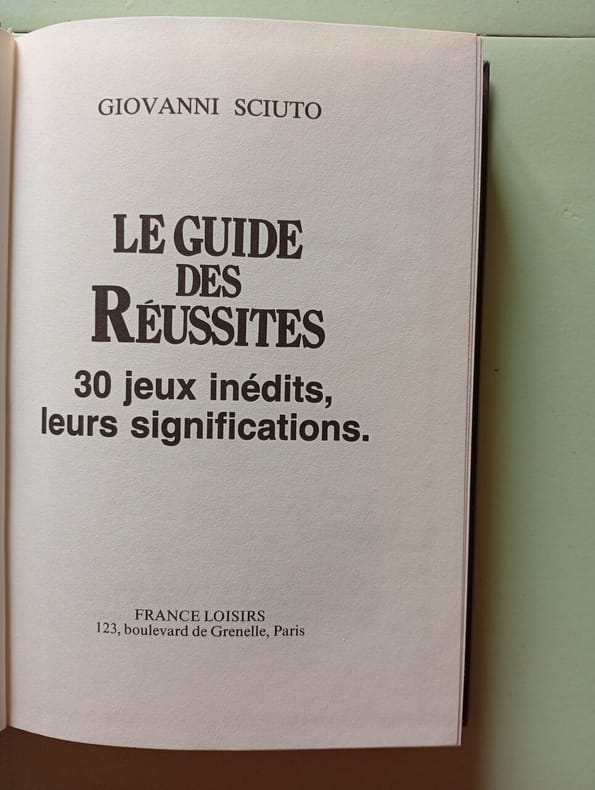 GIOVANNI SCIUTO
LE GUIDE
DES
RÉUSSITES
30 jeux inédits,
leurs significations.
FRANCE LOISIRS
123, boulevard de Grenelle, Paris